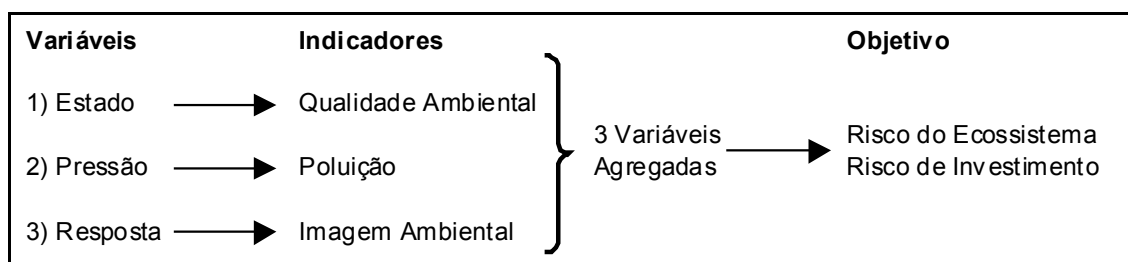 Variáveis Indicadores Objetivo
1) Estado Qualidade Ambiental
2) Pressão Poluição
3) Resposta Imagem Ambiental
3 Variáveis
Agregadas
Risco do Ecossistema
Risco de Investimento